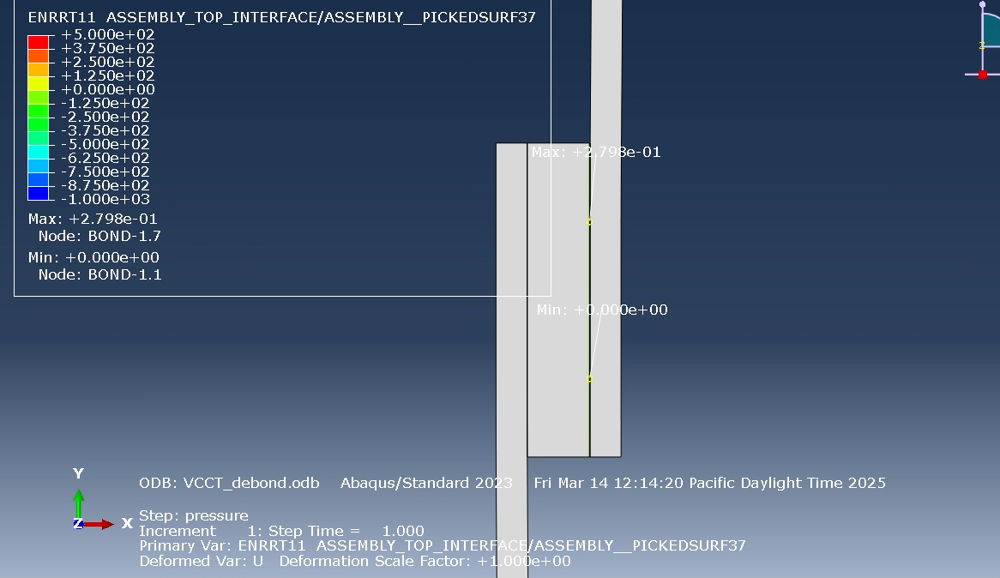 ENRRT11 ASSEMBLY_TOP_INTERFACE/ASSEMBLY__PICKEDSURF37
+5.000e+02
+3.750e+02
+2.500e+02
+1.250e+02
+0.000e+00
-1.250e+02
-2.500e+02
-3.750e+02
-5.000e+02
-6.250e+02
-7.500e+02
-8.750e+02
-1.000e+03
Max: +2.798e-01
Node: BOND-1.7
Min: +0.000e+00
Node: BOND-1.1
Z
Max: +2.798e-01
Min: +0.000e+00
Y
Z X
ODB: VCCT_debond.odb Abaqus/Standard 2023 Fri Mar 14 12:14:20 Pacific Daylight Time 2025
Step: pressure
Increment 1: Step Time = 1.000
Primary Var: ENRRT11 ASSEMBLY_TOP_INTERFACE/ASSEMBLY__PICKEDSURF37
Deformed Var: U Deformation Scale Factor: +1.000e+00